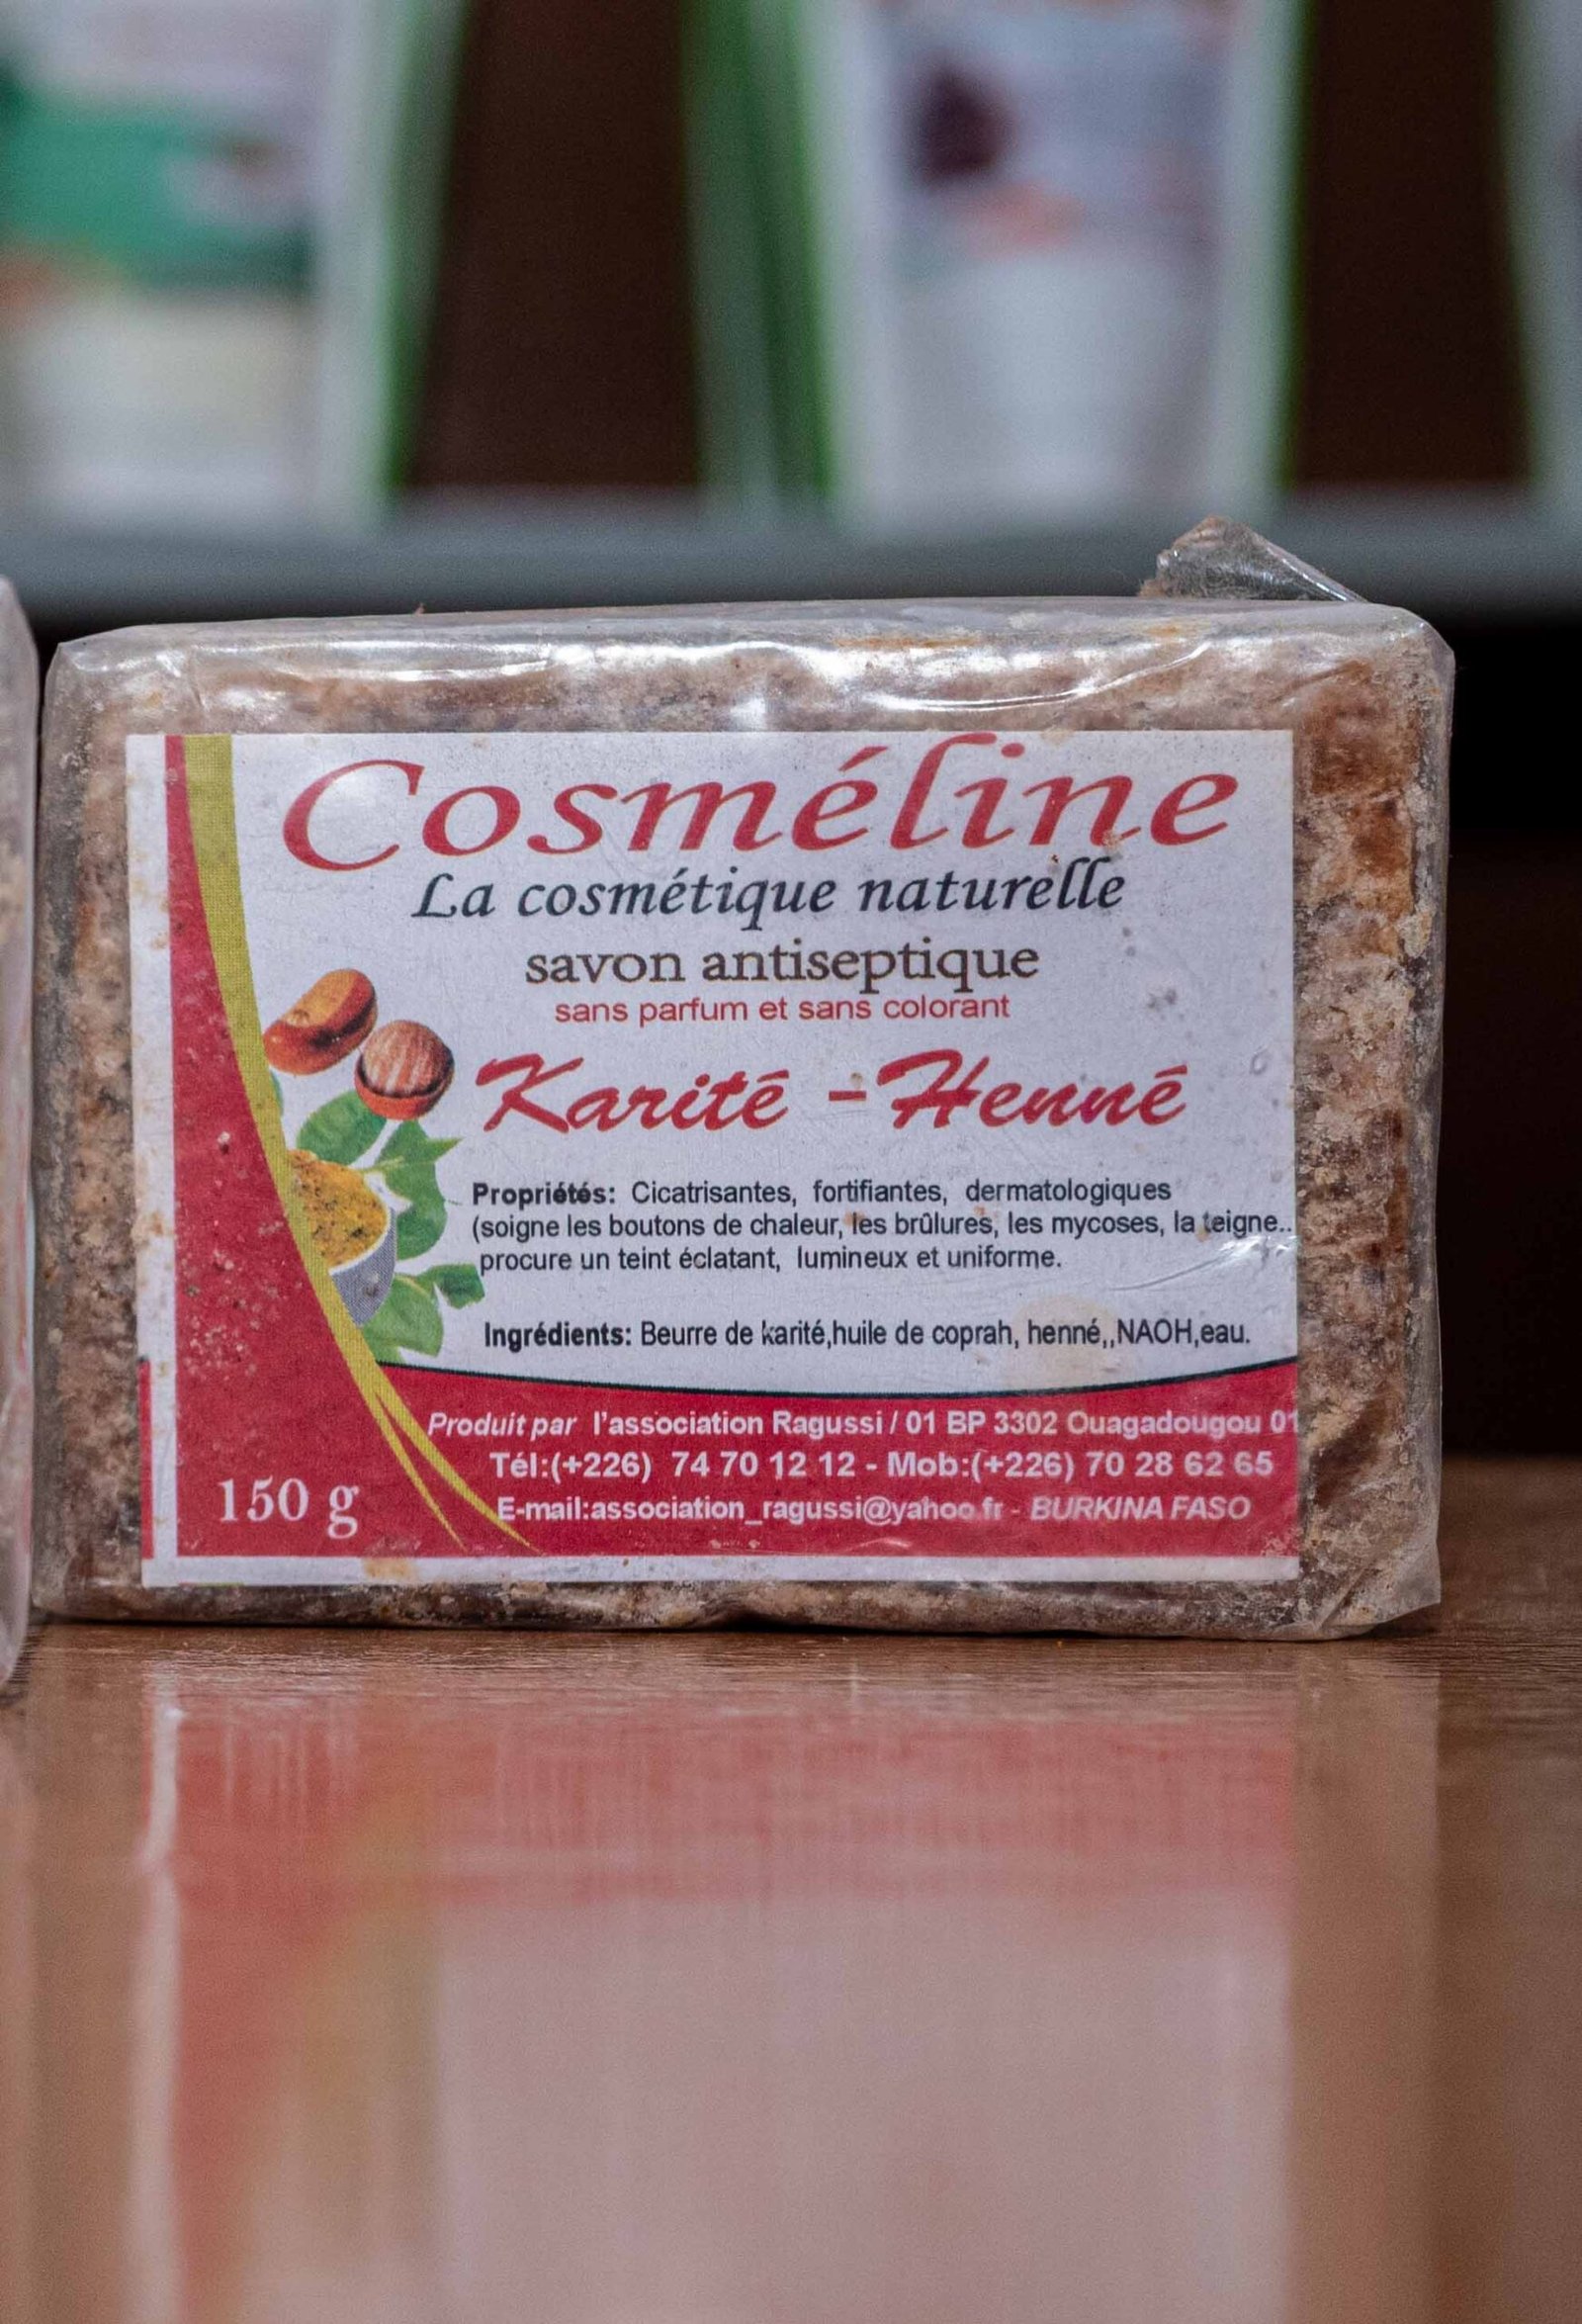 Cosméline
La cosmétique naturelle
savon antiseptique
sans parfum et sans colorant
Karité - Henné
Propriétés: Cicatrisantes, fortifiantes, dermatologiques
(soigne les boutons de chaleur, les brûlures, les mycoses, la teigne..
procure un teint éclatant, lumineux et uniforme.
Ingrédients: Beurre de karité,huile de coprah, henné,,NAOH,eau.
Produit par l'association Ragussi / 01 BP 3302 Ouagadougou 01
Tél:(+226) 74 70 12 12 - Mob:(+226) 70 28 62 65
150 g
E-mail:association_ragussi@yahoo.fr - BURKINA FASO